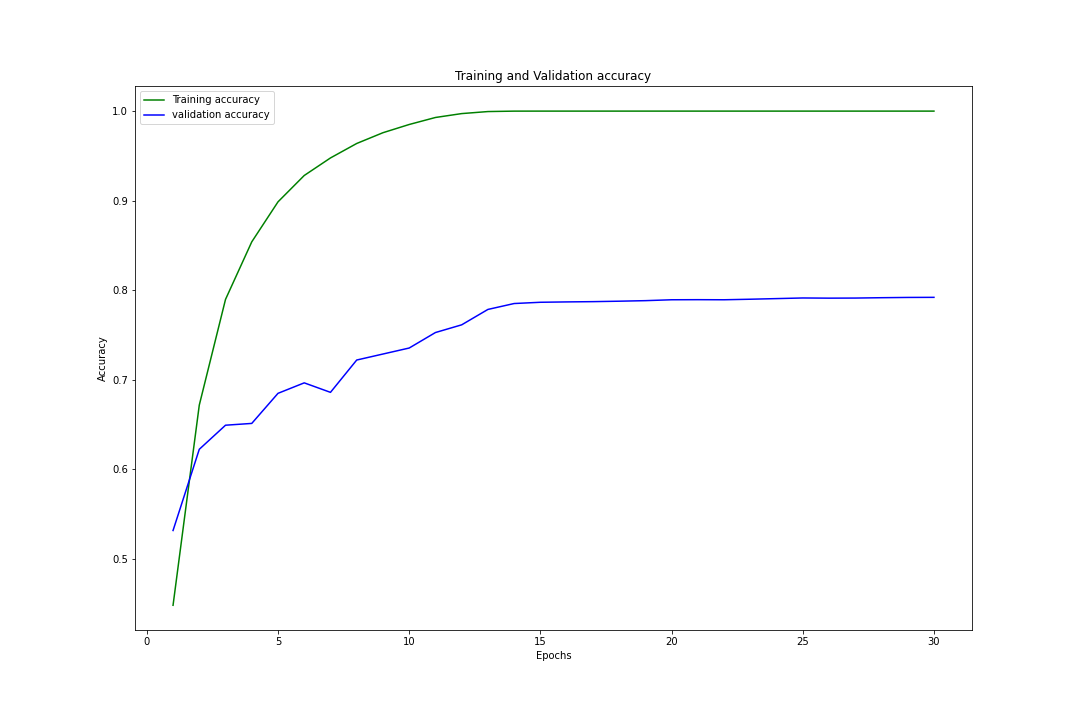 Training and Validation accuracy
Training accuracy
validation accuracy
1.0
0.9
0.8
0.7
0.6
0.5
Accuracy
0 5 10 15 20 25 30
Epochs